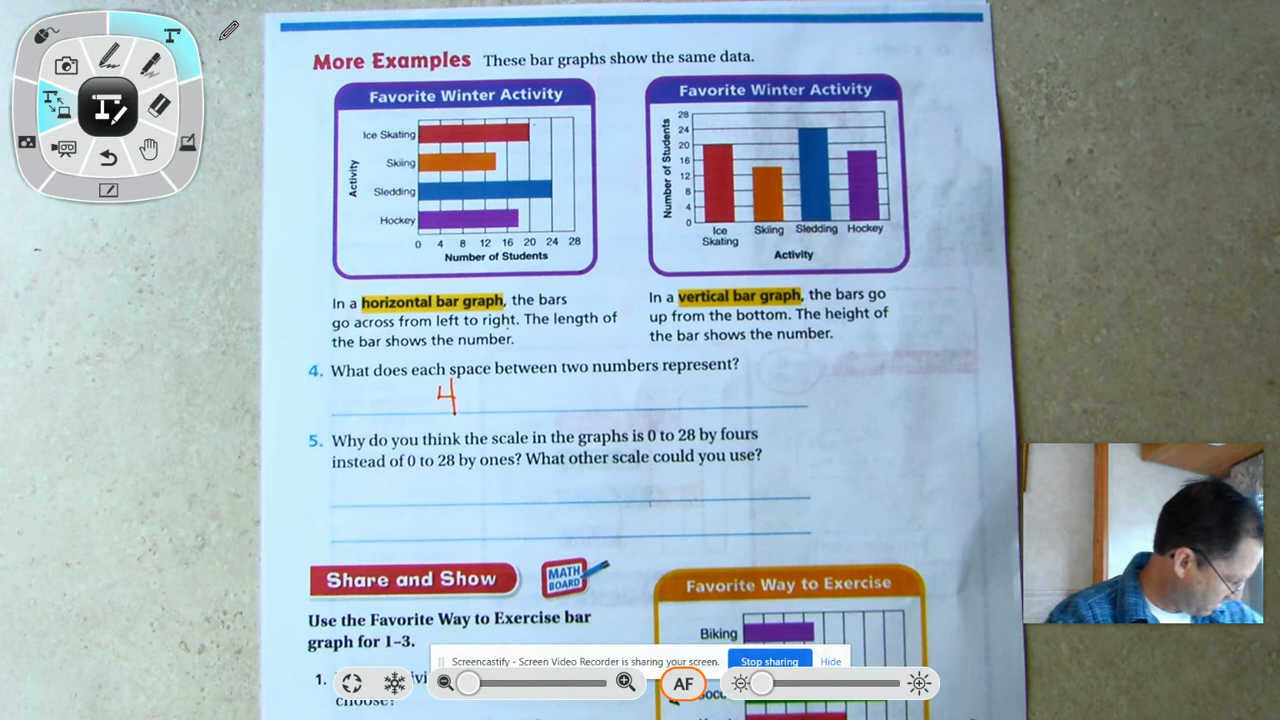 More Examples These bar graphs show the same data.
Favorite Winter Activity
Activity
Ice Skating
Skiing
Sledding
Hockey
0 4 8 12 16 20 24 28
Number of Students
Favorite Winter Activity
Number of Students
28
24
20
16
12
8
4
0
Ice Skiing Sledding Hockey
Skating
Activity
In a horizontal bar graph, the bars
go across from left to right. The length of
the bar shows the number.
In a vertical bar graph, the bars go
up from the bottom. The height of
the bar shows the number.
4. What does each space between two numbers represent?
4
5. Why do you think the scale in the graphs is 0 to 28 by fours
instead of 0 to 28 by ones? What other scale could you use?
Share and Show
MATH
BOARD
Use the Favorite Way to Exercise bar
graph for 1–3.
1.
choose?
Favorite Way to Exercise
Biking
Screencastify - Screen Video Recorder is sharing your screen. Stop sharing Hide
AF